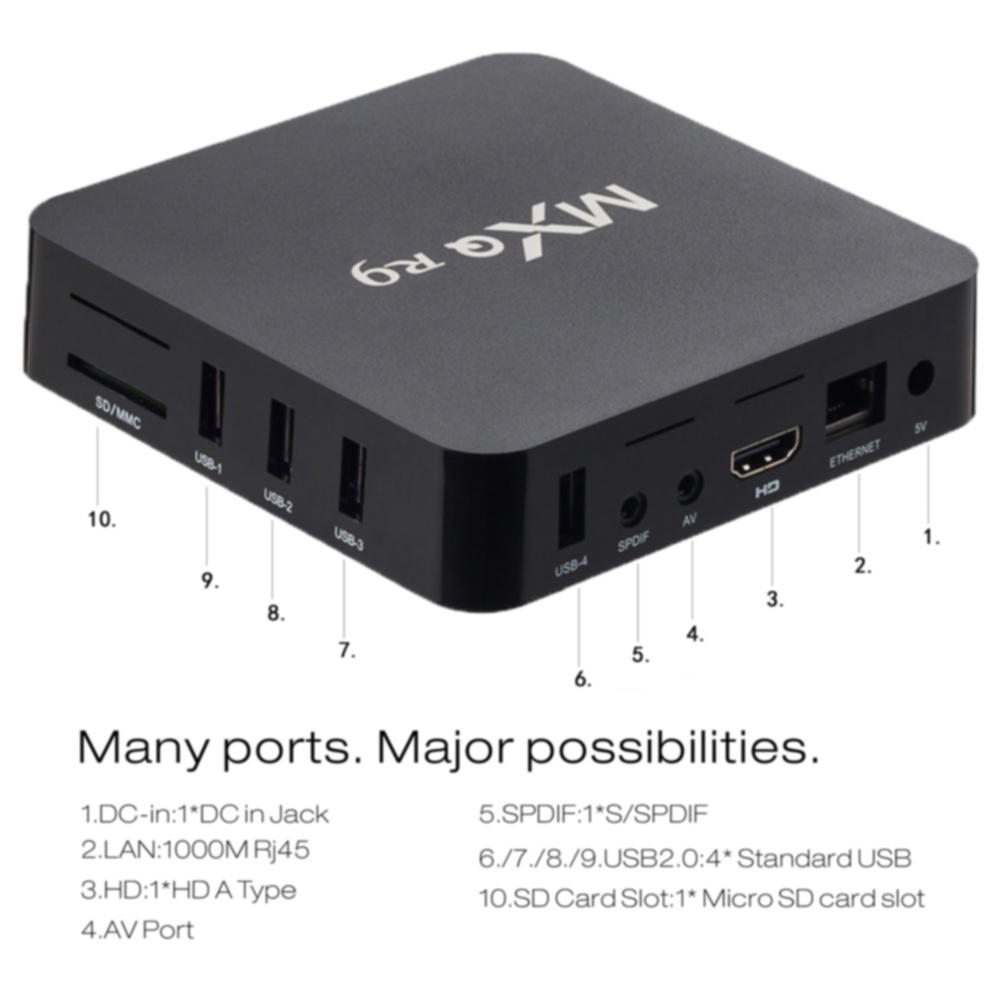 MXQ R9
SD/MMC
USB-1
USB-2
USB-3
USB-4
SPDIF
AV
HD
ETHERNET
5V
10.
9.
8.
7.
6.
5.
4.
3.
2.
1.
Many ports. Major possibilities.
1.DC-in:1*DC in Jack
2.LAN:1000M Rj45
3.HD:1*HD A Type
4.AV Port
5.SPDIF:1*S/SPDIF
6./7./8./9.USB2.0:4* Standard USB
10.SD Card Slot:1* Micro SD card slot